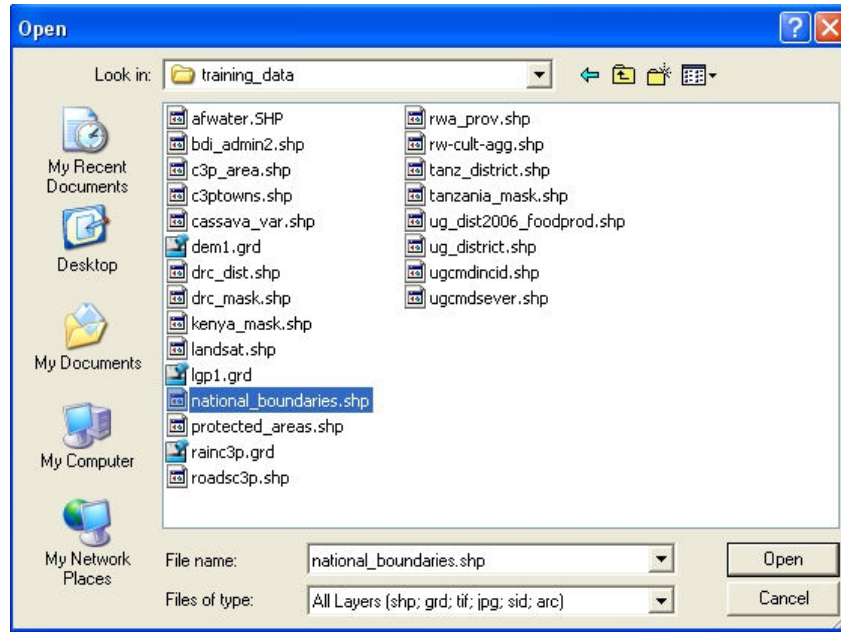 Open
Look in: training_data
My Recent
Documents
Desktop
My Documents
My Computer
My Network
Places
afwater.SHP
bdi_admin2.shp
c3p_area.shp
c3ptowns.shp
cassava_var.shp
dem1.grd
drc_dist.shp
drc_mask.shp
kenya_mask.shp
landsat.shp
lgp1.grd
national_boundaries.shp
protected_areas.shp
rainc3p.grd
roadsc3p.shp
rwa_prov.shp
rw-cult-agg.shp
tanz_district.shp
tanzania_mask.shp
ug_dist2006_foodprod.shp
ug_district.shp
ugcmdincid.shp
ugcmdsever.shp
File name: national_boundaries.shp Open
Files of type: All Layers (shp; grd; tif; jpg; sid; arc) Cancel